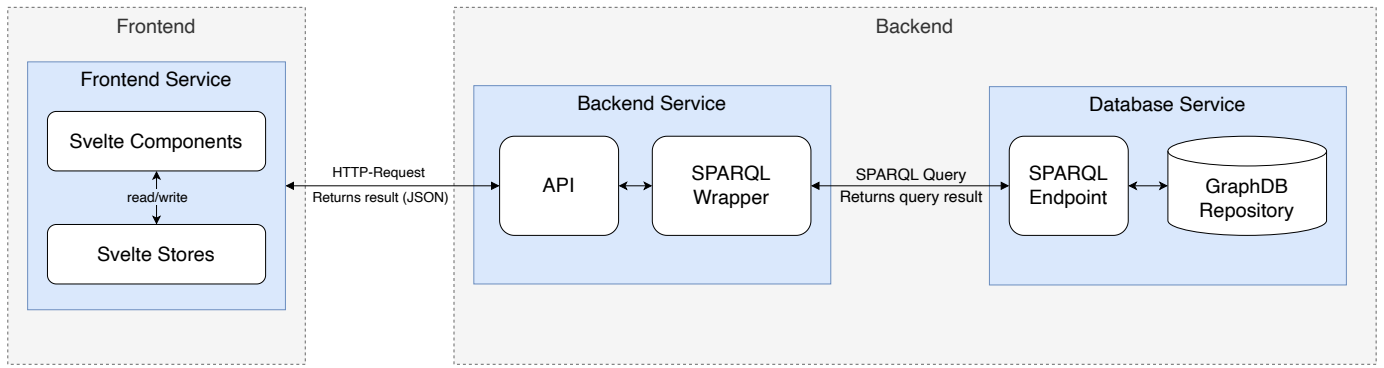 Frontend
Frontend Service
Svelte Components
read/write
Svelte Stores
HTTP-Request
Returns result (JSON)
Backend
Backend Service
API
SPARQL
Wrapper
SPARQL Query
Returns query result
Database Service
SPARQL
Endpoint
GraphDB
Repository